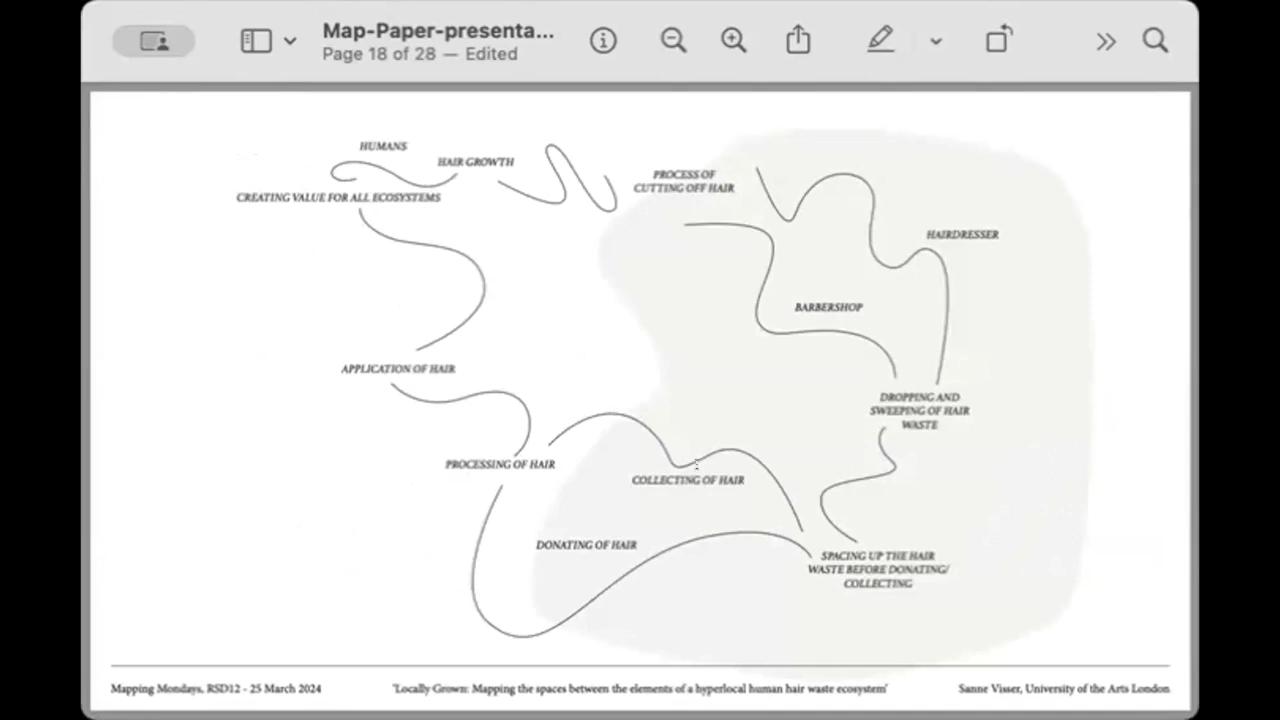 Map-Paper-presenta...
Page 18 of 28 — Edited
HUMANS
HAIR GROWTH
CREATING VALUE FOR ALL ECOSYSTEMS
PROCESS OF
CUTTING OFF HAIR
HAIRDRESSER
BARBERSHOP
APPLICATION OF HAIR
DROPPING AND
SWEEPING OF HAIR
WASTE
PROCESSING OF HAIR
COLLECTING OF HAIR
DONATING OF HAIR
SPACING UP THE HAIR
WASTE BEFORE DONATING/
COLLECTING
Mapping Mondays, RSD12 - 25 March 2024
'Locally Grown: Mapping the spaces between the elements of a hyperlocal human hair waste ecosystem'
Sanne Visser, University of the Arts London